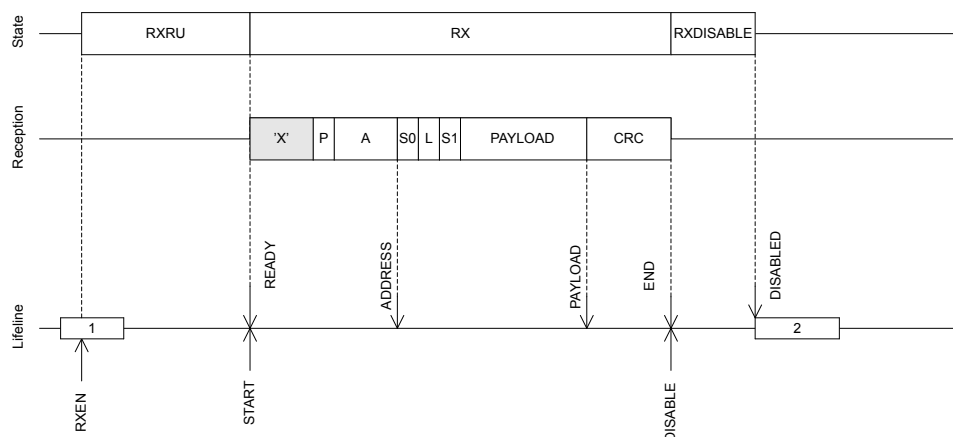 State
RXRU
RX
RXDISABLE
Reception
'X'
P
A
S0
L
S1
PAYLOAD
CRC
READY
ADDRESS
PAYLOAD
END
DISABLED
Lifeline
1
2
RXEN
START
DISABLE